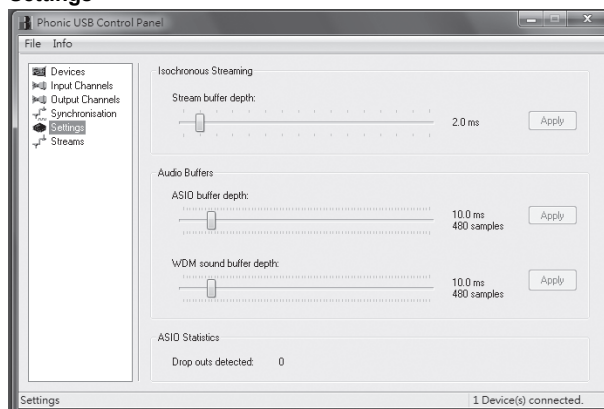 Settings
Phonic USB Control Panel
File Info
Devices
Input Channels
Output Channels
Synchronisation
Settings
Streams
Isochronous Streaming
Stream buffer depth:
2.0 ms
Apply
Audio Buffers
ASIO buffer depth:
10.0 ms
480 samples
Apply
WDM sound buffer depth:
10.0 ms
480 samples
Apply
ASIO Statistics
Drop outs detected: 0
Settings
1 Device(s) connected.